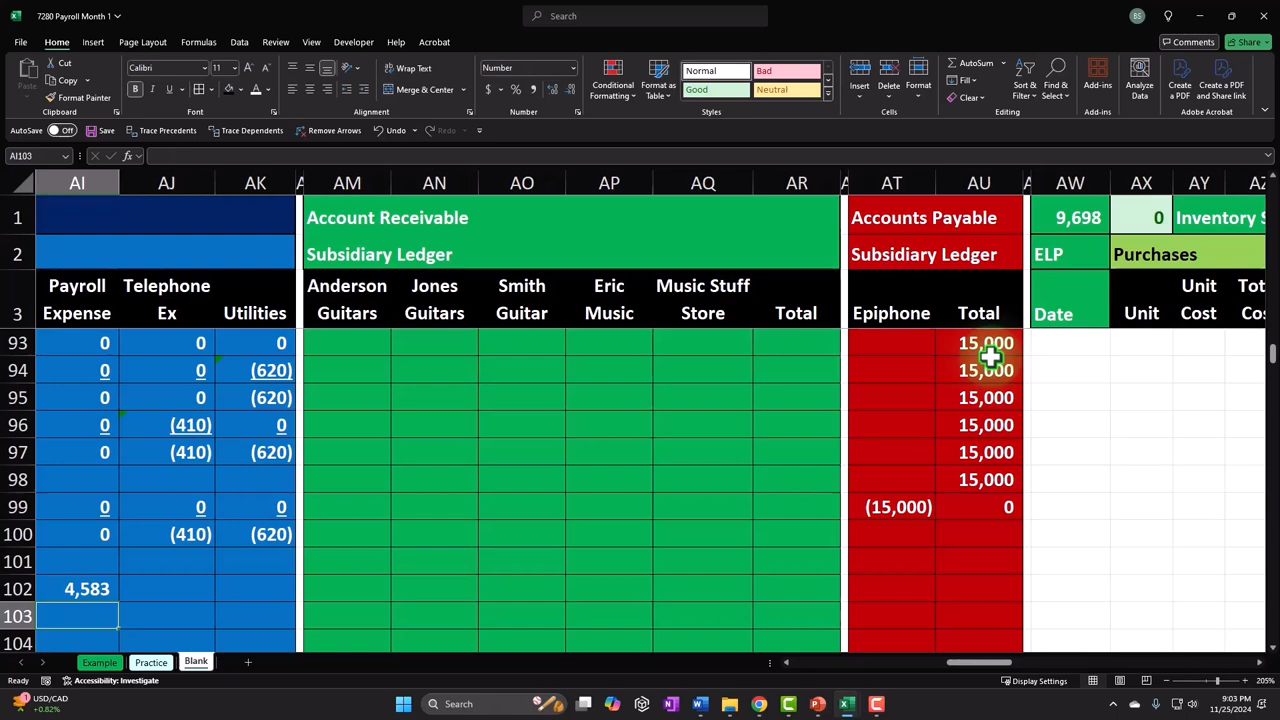 7280 Payroll Month 1
Search
BS
File Home Insert Page Layout Formulas Data Review View Developer Help Acrobat
Comments Share
Paste Cut Copy Format Painter
Calibri 11 Wrap Text Number
Merge & Center
Conditional Formatting Format as Table
Normal Bad Good Neutral
Insert Delete Format
AutoSum Fill Clear
Sort & Filter Find & Select
Add-ins Analyze Data
Create a PDF Create a PDF and Share link
Clipboard Font Alignment Number Styles Cells Editing Add-ins Adobe Acrobat
AutoSave Off Save Trace Precedents Trace Dependents Remove Arrows Undo Redo
AI103 fx
AI AJ AK AM AN AO AP AQ AR AT AU AW AX AY AZ
1 Account Receivable Accounts Payable 9,698 0 Inventory S
2 Subsidiary Ledger Subsidiary Ledger ELP Purchases
Payroll Telephone Anderson Jones Smith Eric Music Stuff Unit Tot
3 Expense Ex Utilities Guitars Guitars Guitar Music Store Total Epiphone Total Date Unit Cost Cos
93 0 0 0 15,000
94 0 0 (620) 15,000
95 0 0 (620) 15,000
96 0 (410) 0 15,000
97 0 (410) (620) 15,000
98 15,000
99 0 0 0 (15,000) 0
100 0 (410) (620)
101
102 4,583
103
104
Example Practice Blank
Ready Accessibility: Investigate Display Settings 205%
USD/CAD
+0.82%
Search
9:03 PM
11/25/2024